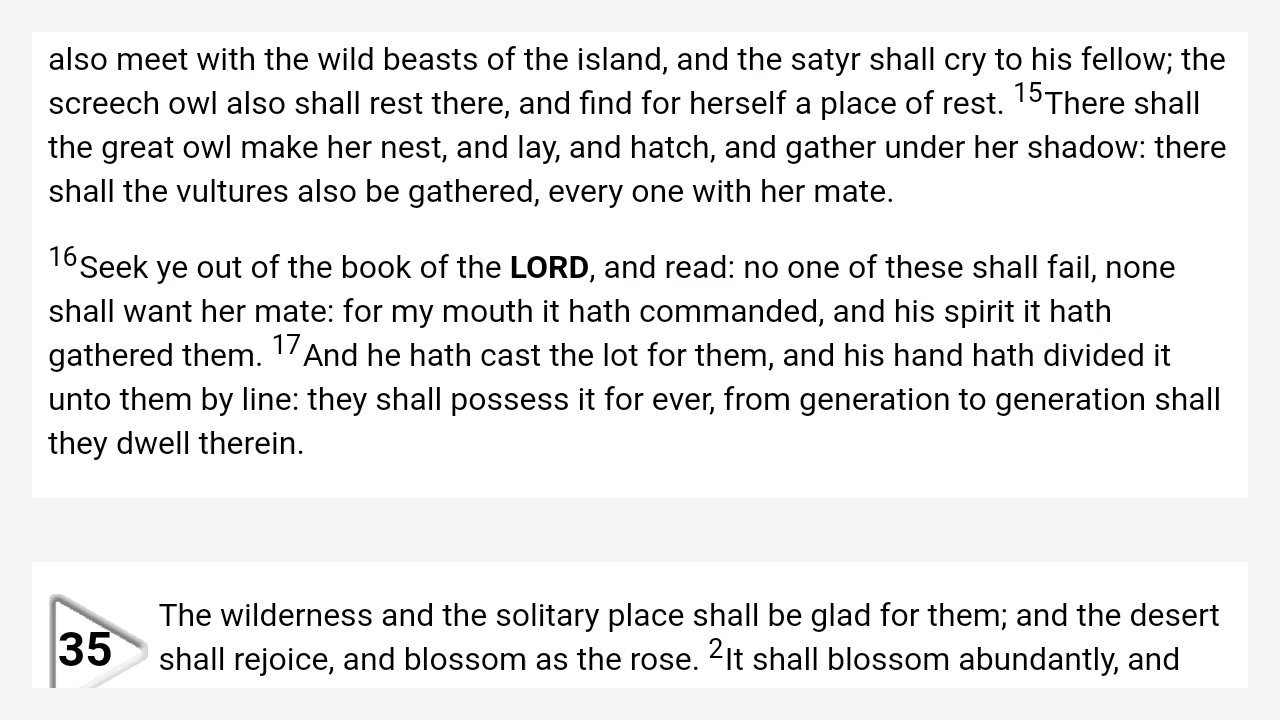 also meet with the wild beasts of the island, and the satyr shall cry to his fellow; the
screech owl also shall rest there, and find for herself a place of rest. 15There shall
the great owl make her nest, and lay, and hatch, and gather under her shadow: there
shall the vultures also be gathered, every one with her mate.
16Seek ye out of the book of the LORD, and read: no one of these shall fail, none
shall want her mate: for my mouth it hath commanded, and his spirit it hath
gathered them. 17And he hath cast the lot for them, and his hand hath divided it
unto them by line: they shall possess it for ever, from generation to generation shall
they dwell therein.
35
The wilderness and the solitary place shall be glad for them; and the desert
shall rejoice, and blossom as the rose. 2It shall blossom abundantly, and